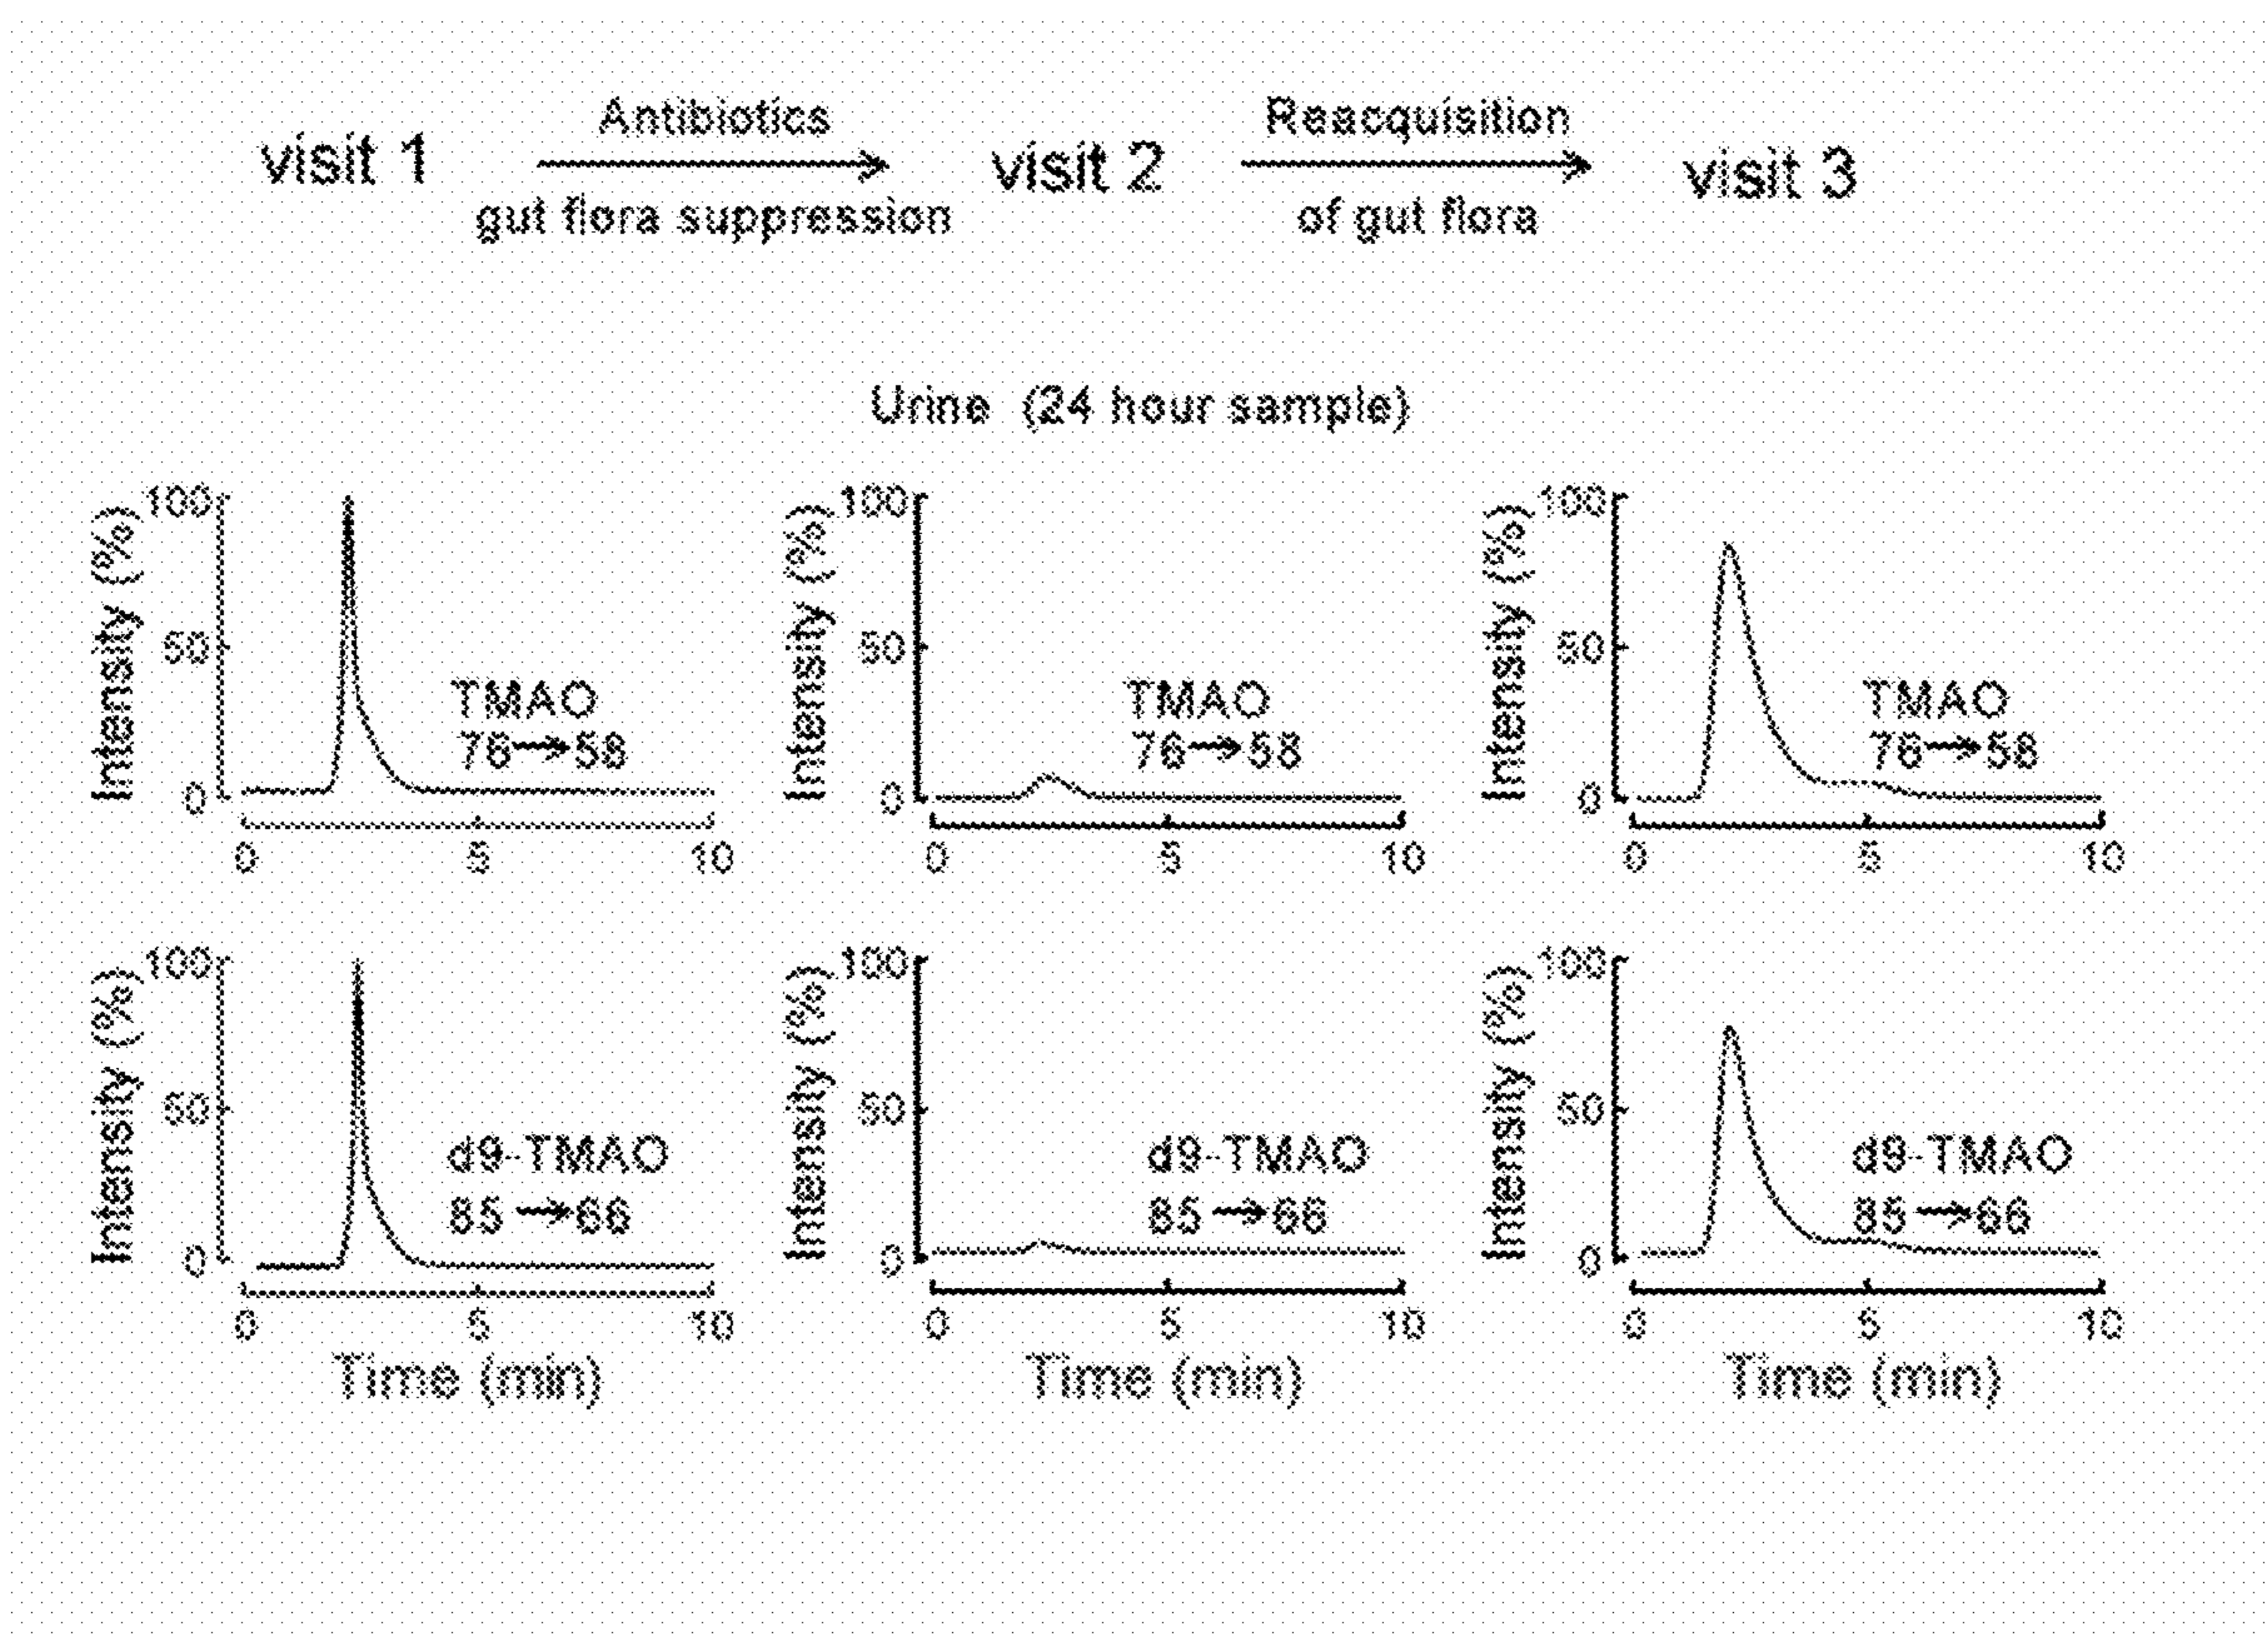 Antibiotics
Reacquisition
visit 1
visit 2
visit 3
gut flora suppression
of gut flora
Urine (24 hour sample)
Intensity (%)
100
50
0
TMAO
76→58
0 5 10
Intensity (%)
100
50
0
TMAO
76→58
0 5 10
Intensity (%)
100
50
0
TMAO
76→58
0 5 10
Intensity (%)
100
50
0
d9-TMAO
85→66
0 5 10
Time (min)
Intensity (%)
100
50
0
d9-TMAO
85→66
0 5 10
Time (min)
Intensity (%)
100
50
0
d9-TMAO
85→66
0 5 10
Time (min)